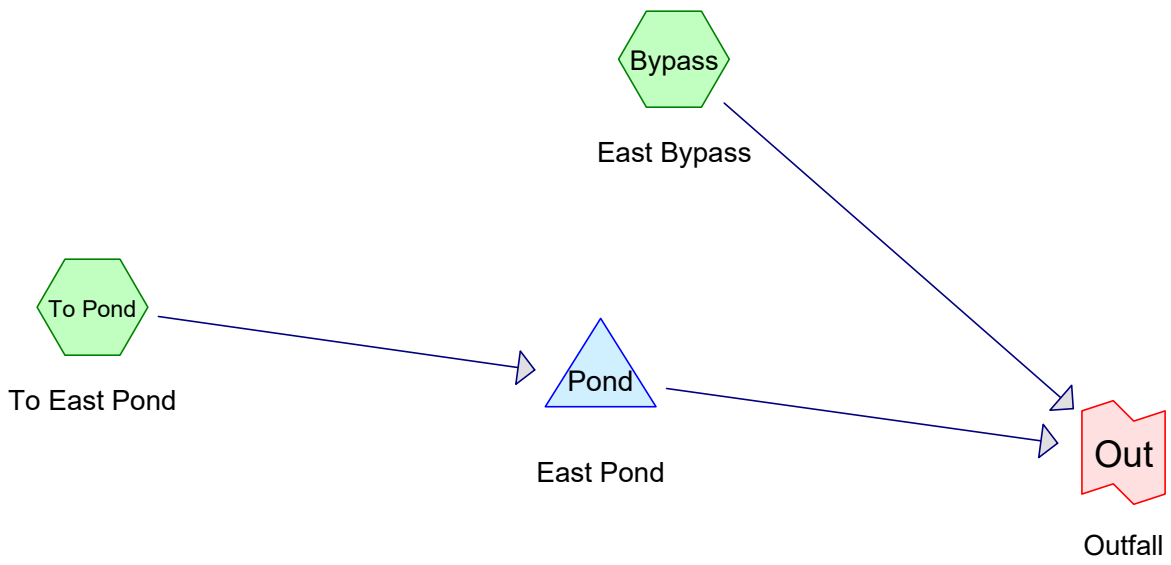 Bypass
East Bypass
To Pond
To East Pond
Pond
East Pond
Out
Outfall